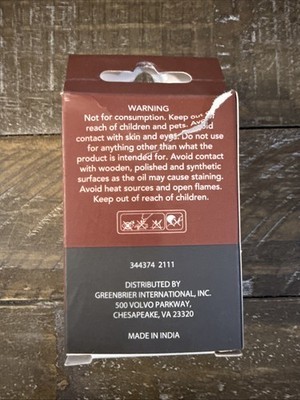 WARNING
Not for consumption. Keep out of
reach of children and pets. Avoid
contact with skin and eyes. Do not use
for anything other than what the
product is intended for. Avoid contact
with wooden, polished and synthetic
surfaces as the oil may cause staining.
Avoid heat sources and open flames.
Keep out of reach of children.
344374 2111
DISTRIBUTED BY
GREENBRIER INTERNATIONAL, INC.
500 VOLVO PARKWAY,
CHESAPEAKE, VA 23320
MADE IN INDIA